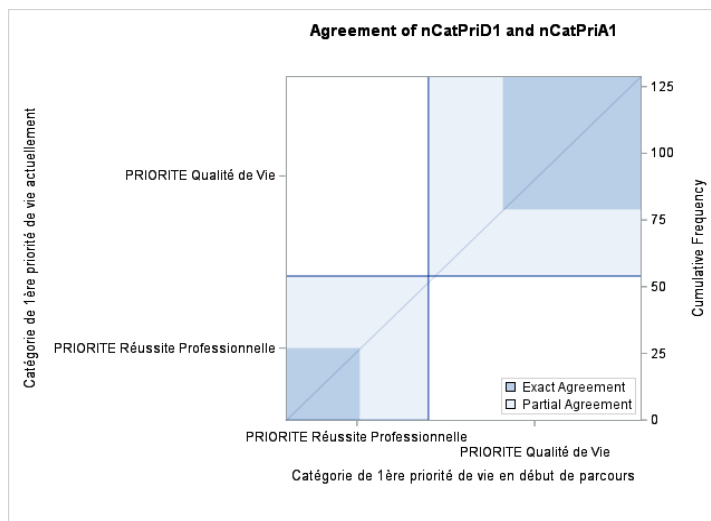 Agreement of nCatPriD1 and nCatPriA1
Catégorie de 1ère priorité de vie actuellement
PRIORITE Qualité de Vie
PRIORITE Réussite Professionnelle
125
100
75
50
25
0
Cumulative Frequency
Exact Agreement
Partial Agreement
PRIORITE Réussite Professionnelle
PRIORITE Qualité de Vie
Catégorie de 1ère priorité de vie en début de parcours